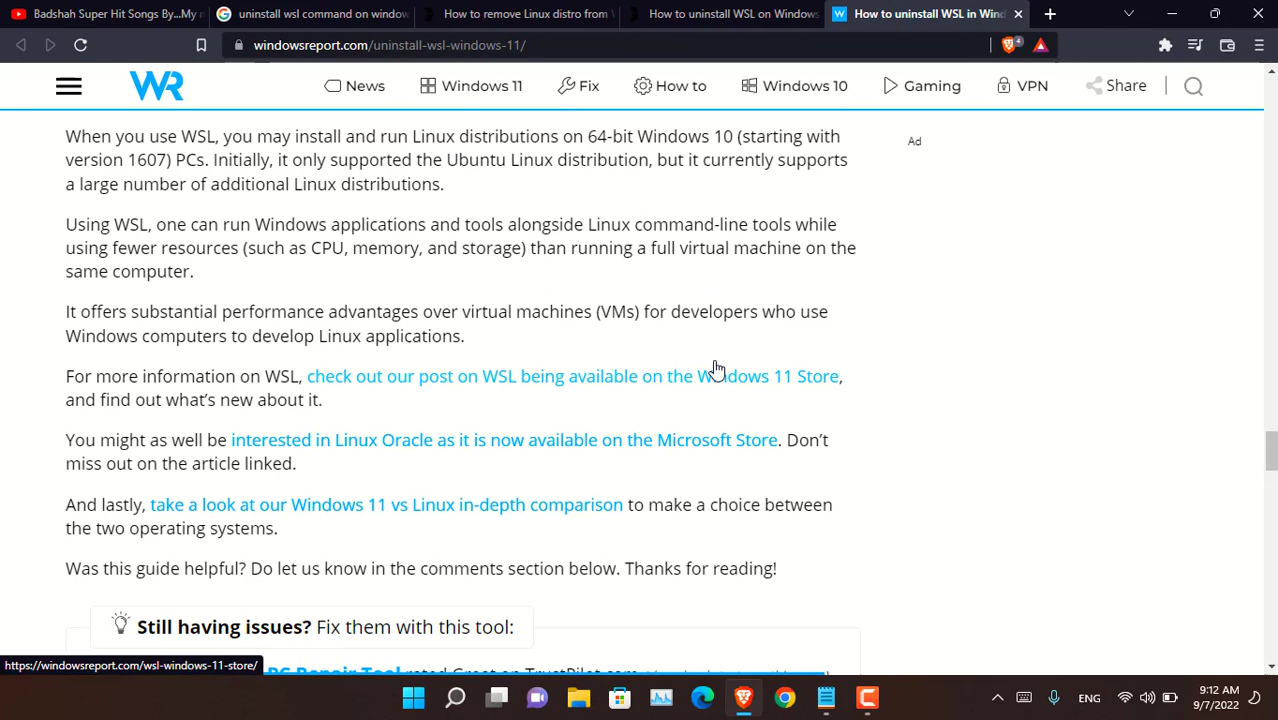 Badshah Super Hit Songs By...My r
uninstall wsl command on window
How to remove Linux distro from
How to uninstall WSL on Windows
How to uninstall WSL in Wind
windowsreport.com/uninstall-wsl-windows-11/
4
WR
News
Windows 11
Fix
How to
Windows 10
Gaming
VPN
Share
When you use WSL, you may install and run Linux distributions on 64-bit Windows 10 (starting with
version 1607) PCs. Initially, it only supported the Ubuntu Linux distribution, but it currently supports
a large number of additional Linux distributions.
Ad
Using WSL, one can run Windows applications and tools alongside Linux command-line tools while
using fewer resources (such as CPU, memory, and storage) than running a full virtual machine on the
same computer.
It offers substantial performance advantages over virtual machines (VMs) for developers who use
Windows computers to develop Linux applications.
For more information on WSL, check out our post on WSL being available on the Windows 11 Store,
and find out what's new about it.
You might as well be interested in Linux Oracle as it is now available on the Microsoft Store. Don't
miss out on the article linked.
And lastly, take a look at our Windows 11 vs Linux in-depth comparison to make a choice between
the two operating systems.
Was this guide helpful? Do let us know in the comments section below. Thanks for reading!
Still having issues? Fix them with this tool:
https://windowsreport.com/wsl-windows-11-store/
PC Repair Tool rated Great on TrustPilot.com
ENG
9:12 AM
9/7/2022